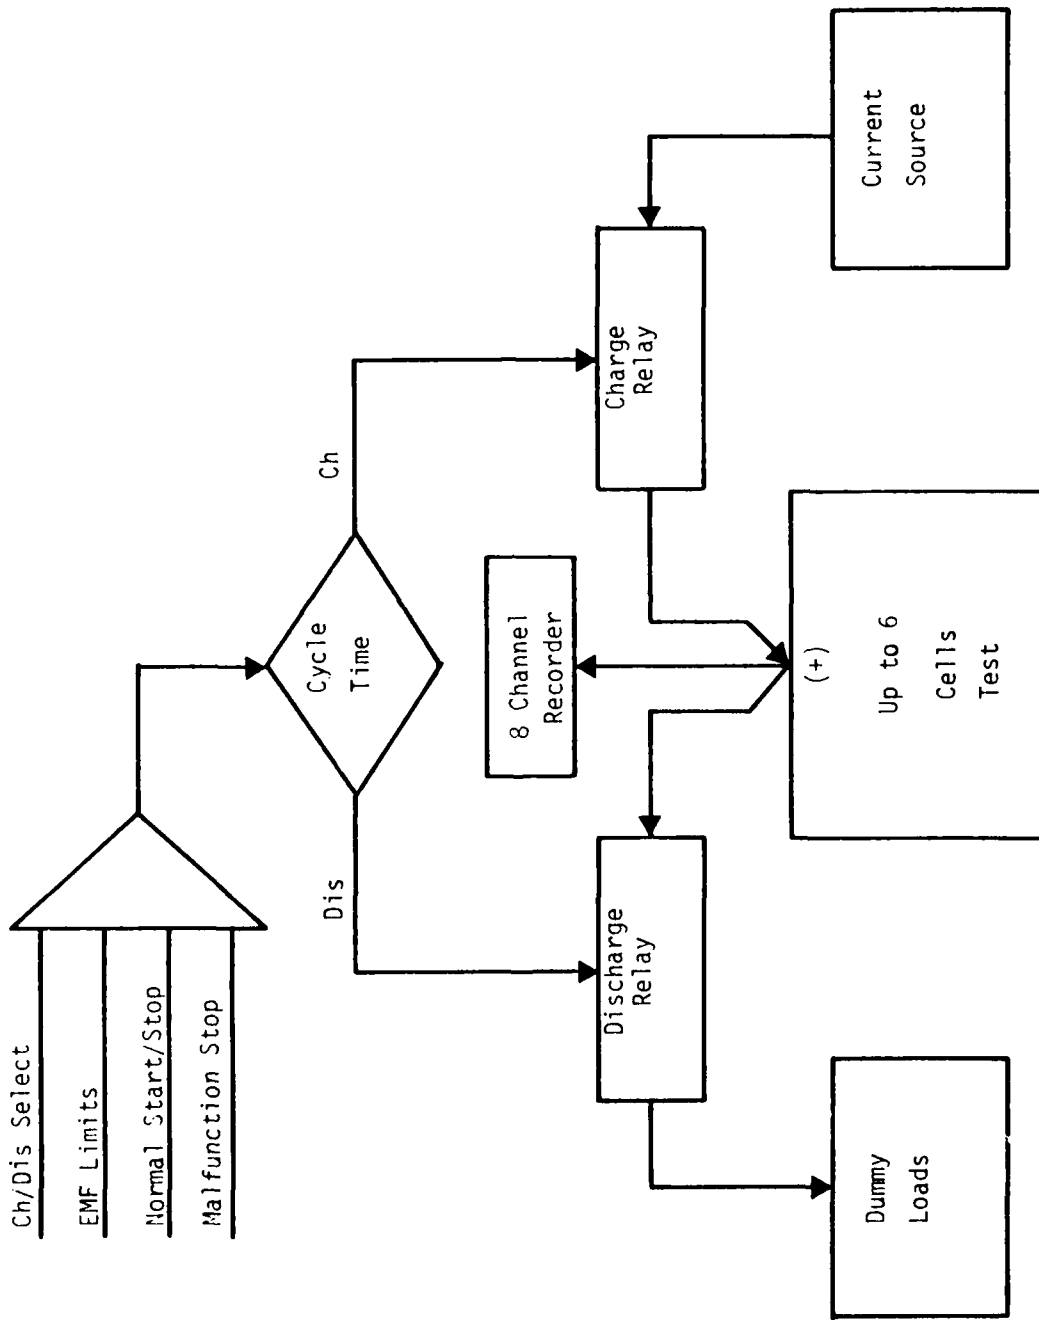 Ch/Dis Select
EMF Limits
Normal Start/Stop
Malfunction Stop
Cycle
Time
Dis
Ch
8 Channel
Recorder
Discharge
Relay
Charge
Relay
Dummy
Loads
(+)
Up to 6
Cells
Test
Current
Source